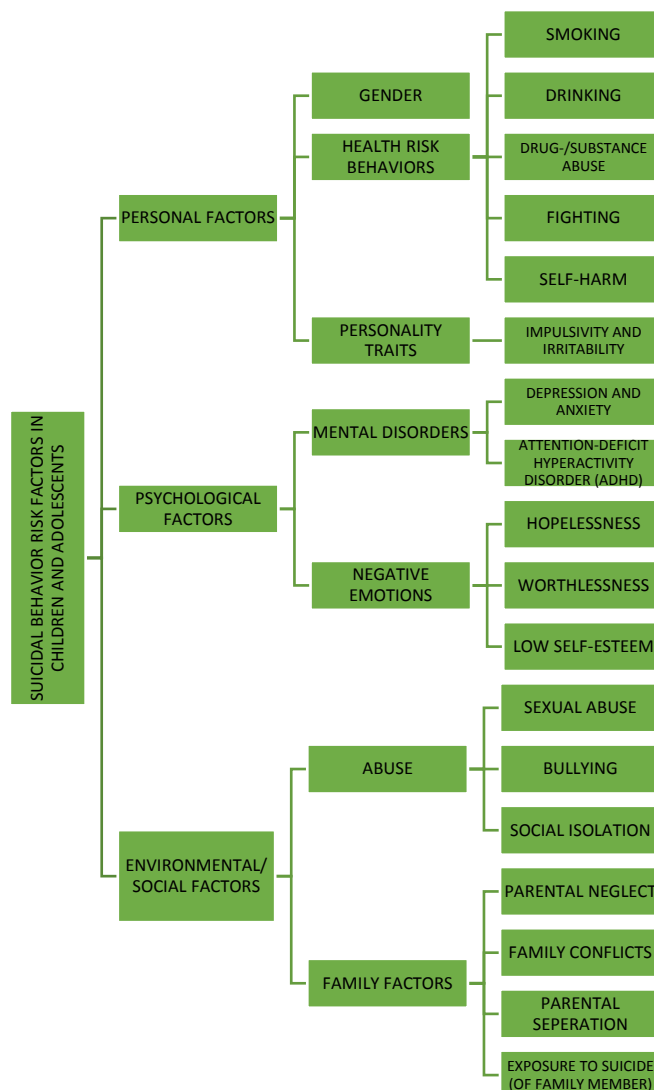 SUICIDAL BEHAVIOR RISK FACTORS IN
CHILDREN AND ADOLESCENTS
PERSONAL FACTORS
GENDER
HEALTH RISK
BEHAVIORS
SMOKING
DRINKING
DRUG-/SUBSTANCE
ABUSE
FIGHTING
SELF-HARM
PERSONALITY
TRAITS
IMPULSIVITY AND
IRRITABILITY
PSYCHOLOGICAL
FACTORS
MENTAL DISORDERS
DEPRESSION AND
ANXIETY
ATTENTION-DEFICIT
HYPERACTIVITY
DISORDER (ADHD)
NEGATIVE
EMOTIONS
HOPELESSNESS
WORTHLESSNESS
LOW SELF-ESTEEM
ENVIRONMENTAL/
SOCIAL FACTORS
ABUSE
SEXUAL ABUSE
BULLYING
SOCIAL ISOLATION
FAMILY FACTORS
PARENTAL NEGLECT
FAMILY CONFLICTS
PARENTAL
SEPERATION
EXPOSURE TO SUICIDE
(OF FAMILY MEMBER)